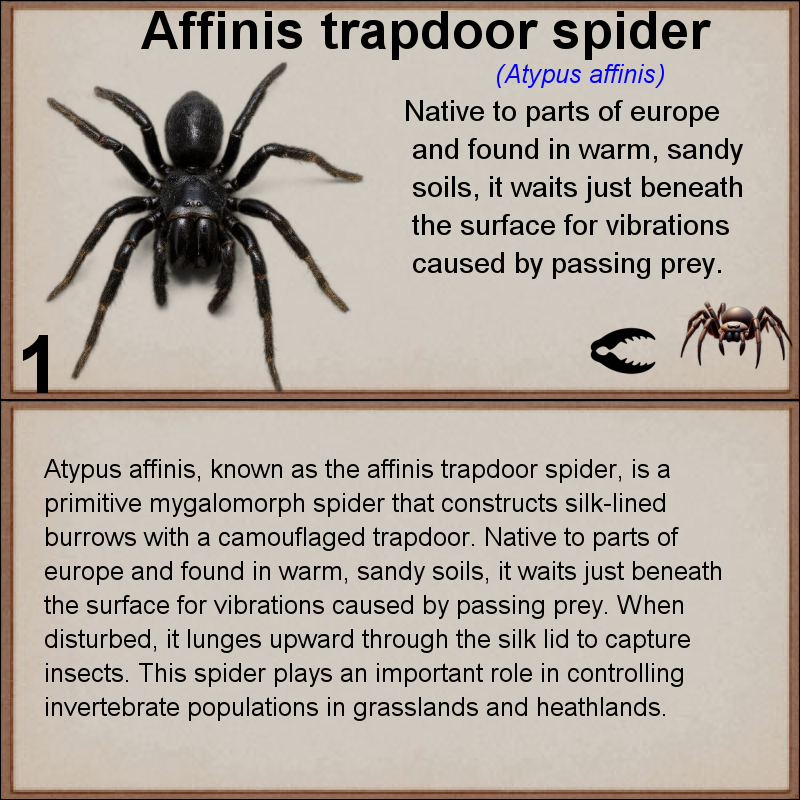 Affinis trapdoor spider
(Atypus affinis)
Native to parts of europe
and found in warm, sandy
soils, it waits just beneath
the surface for vibrations
caused by passing prey.
1
Atypus affinis, known as the affinis trapdoor spider, is a
primitive mygalomorph spider that constructs silk-lined
burrows with a camouflaged trapdoor. Native to parts of
europe and found in warm, sandy soils, it waits just beneath
the surface for vibrations caused by passing prey. When
disturbed, it lunges upward through the silk lid to capture
insects. This spider plays an important role in controlling
invertebrate populations in grasslands and heathlands.